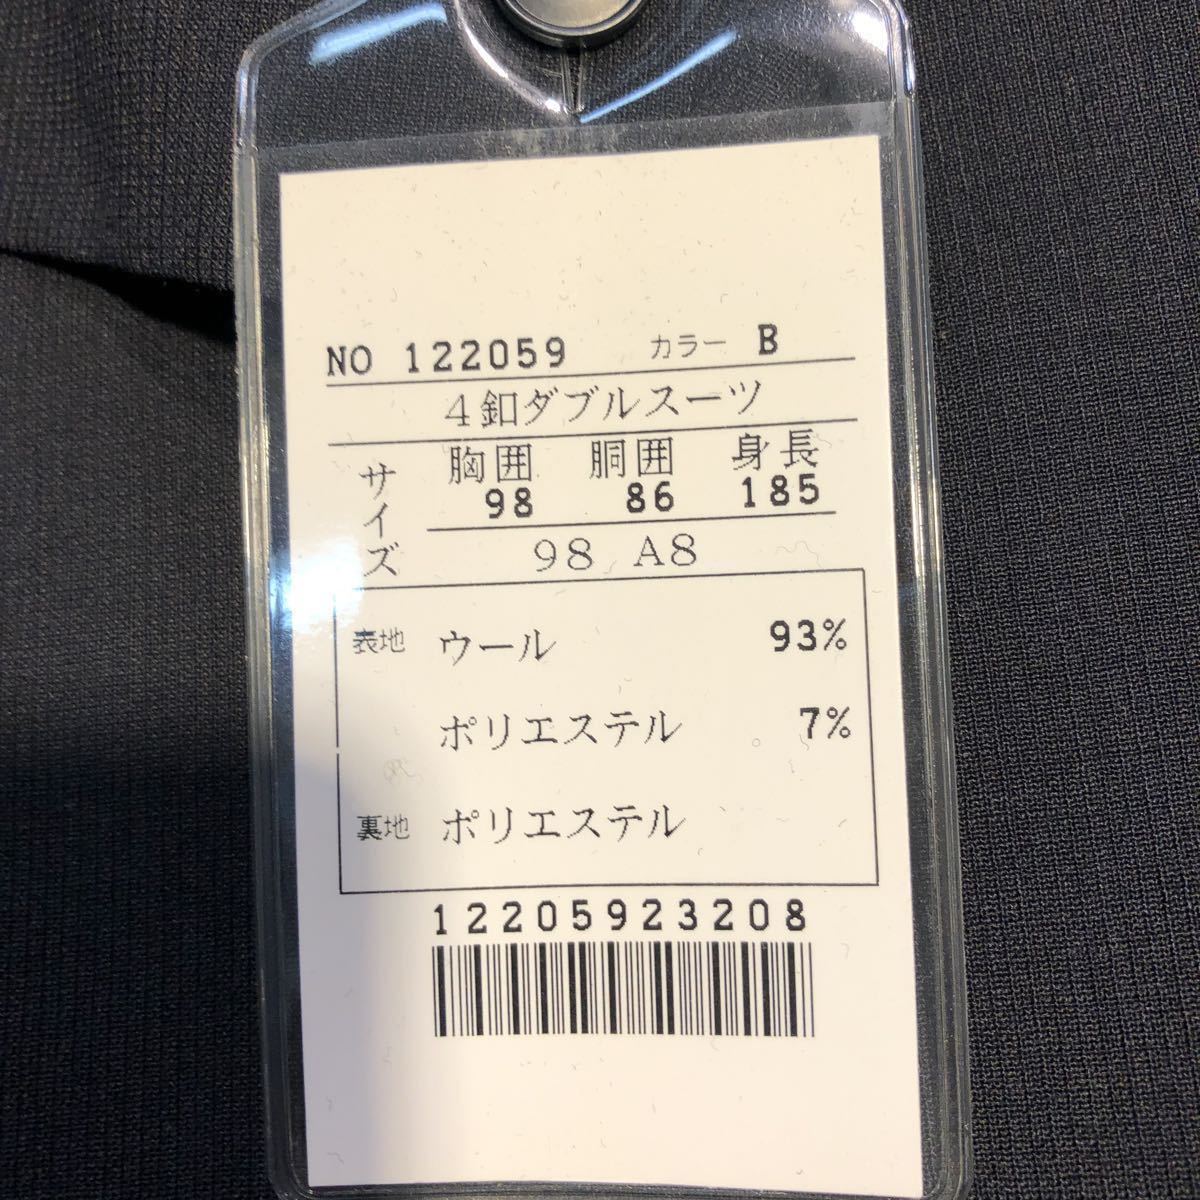 NO 122059 カラー B
4釦ダブルスーツ
サイズ
胸囲 胴囲 身長
98 86 185
98 A8
表地 ウール 93%
ポリエステル 7%
裏地 ポリエステル
12205923208